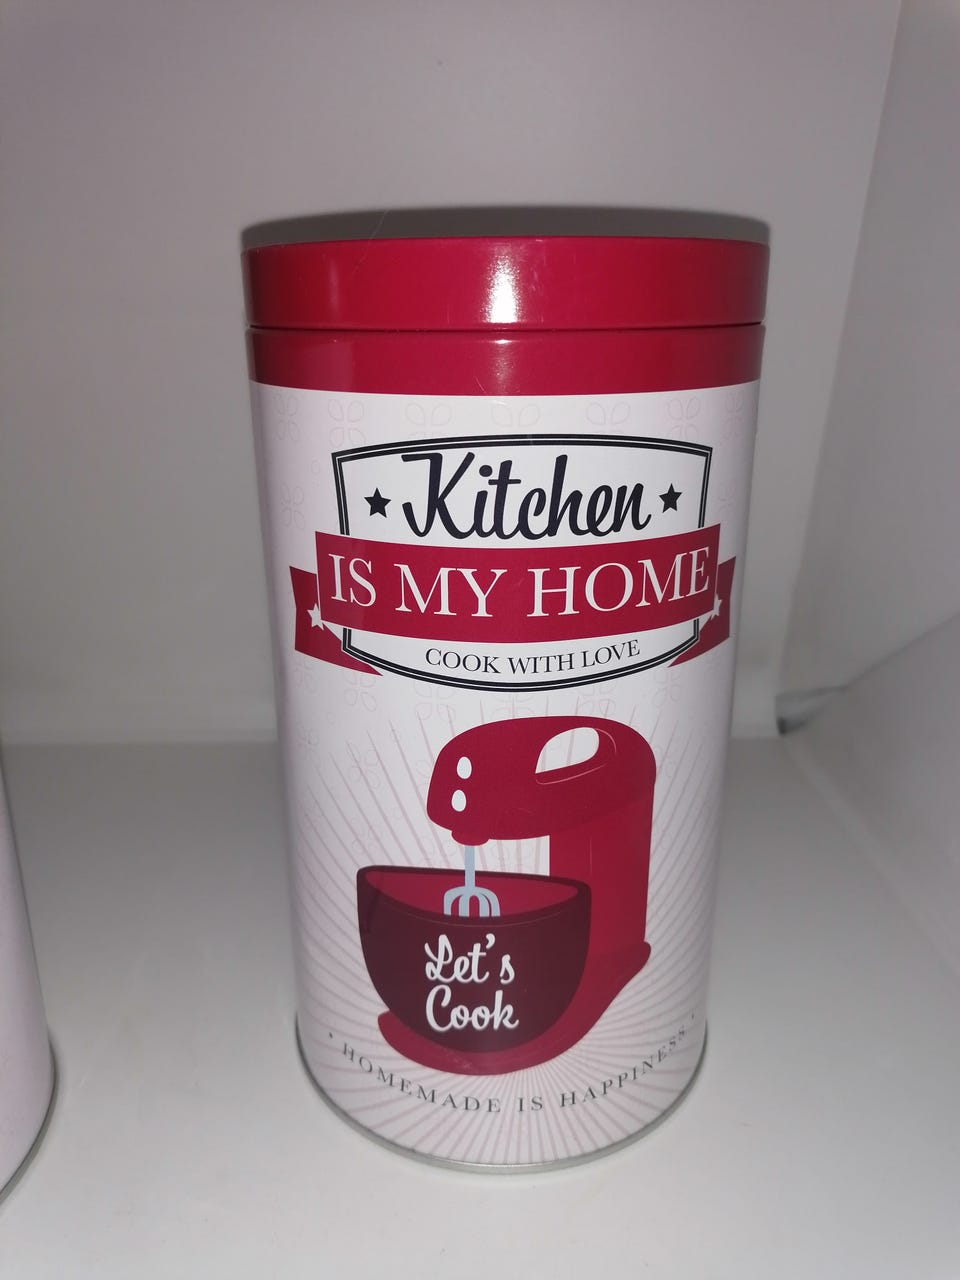 Kitchen
IS MY HOME
COOK WITH LOVE
Let's
Cook
• HOMEMADE IS HAPPINESS •